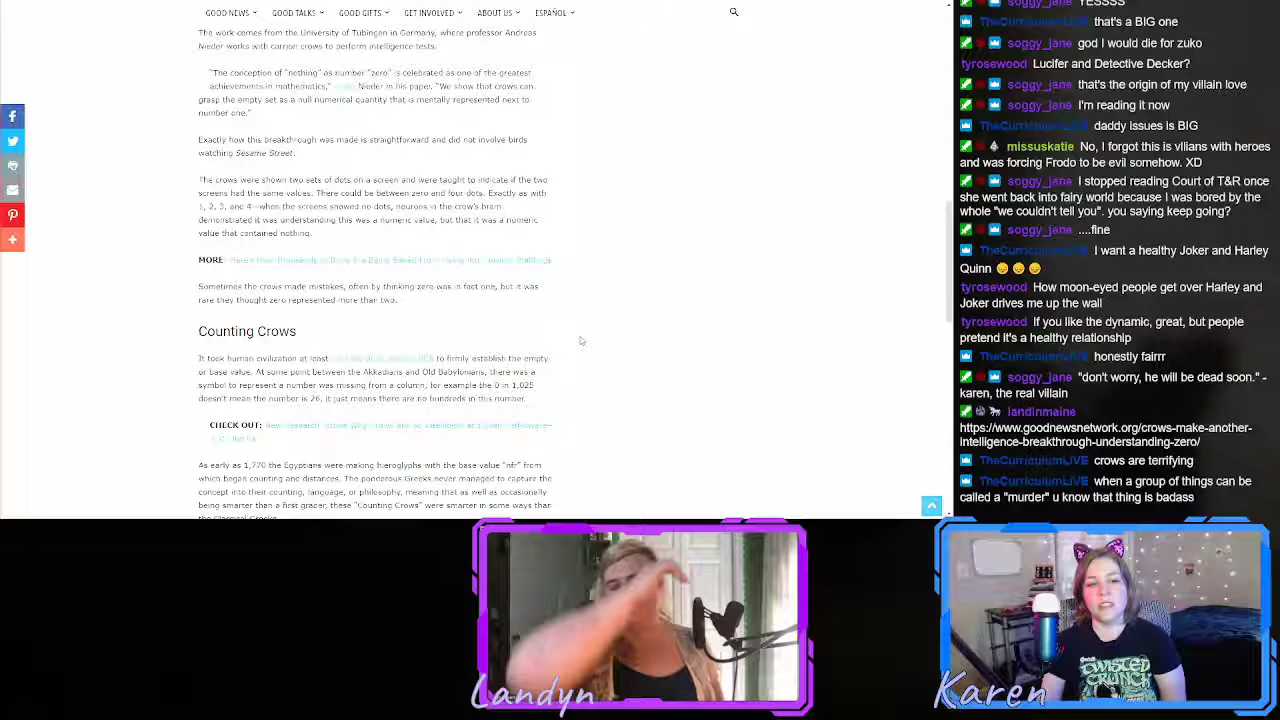 GOOD NEWS
GOOD TALKS
GET INVOLVED
ABOUT US
ESPAÑOL
The work comes from the University of Tubigen in Germany, where professor Andreas
Nieder works with carrion crows to perform intelligence tests.
"The conception of "nothing" as number "zero" is celebrated as one of the greatest
achievements in mathematics," Nieder in his paper. "We show that crows can
grasp the empty set as a null numerical quantity that is mentally represented next to
number one."
Exactly how this breakthrough was made is straightforward and did not involve birds
watching Sesame Street.
The crows were shown two sets of dots on a screen and were taught to indicate if the two
screens had the same values. There could be between zero and four dots. Exactly as with
1, 2, 3, and 4—when the screens showed no dots, neurons in the crow's brain
demonstrated it was understanding this was a numeric value, but that it was a numeric
value that contained nothing.
MORE:
Sometimes the crows made mistakes, often by thinking zero was in fact one, but it was
rare they thought zero represented more than two.
Counting Crows
It took human civilization at least to firmly establish the empty
or base value. At some point between the Akkadians and Old Babylonians, there was a
symbol to represent nothing from a column, for example the 0 in 1,025
doesn't mean the number is 26, it just means there are no hundreds in this number.
CHECK OUT:
As early as 1,770 the Egyptians were making hieroglyphs with the base value "nfr" from
which began counting and distances. The ponderous Greeks never managed to capture the
concept into their counting, language, or philosophy, meaning that as well as occasionally
being smarter than a first grader, these "Counting Crows" were smarter in some ways than
soggy_jane YESSSS
TheCurriculumLIVE that's a BIG one
soggy_jane god I would die for zuko
tyrosewood Lucifer and Detective Decker?
soggy_jane that's the origin of my villain love
soggy_jane I'm reading it now
TheCurriculumLIVE daddy issues is BIG
missuskatie No, I forgot this is vllians with heroes
and was forcing Frodo to be evil somehow. XD
soggy_jane I stopped reading Court of T&R once
she went back into fairy world because I was bored by the
whole "we couldn't tell you". you saying keep going?
soggy_jane ....fine
TheCurriculumLIVE I want a healthy Joker and Harley
Quinn 😞 😞 😞
tyrosewood How moon-eyed people get over Harley and
Joker drives me up the wall
tyrosewood If you like the dynamic, great, but people
pretend it's a healthy relationship
TheCurriculumLIVE honestly fairrr
soggy_jane "don't worry, he will be dead soon." -
karen, the real villain
landinmaine
https://www.goodnewsnetwork.org/crows-make-another-
intelligence-breakthrough-understanding-zero/
TheCurriculumLIVE crows are terrifying
TheCurriculumLIVE when a group of things can be
called a "murder" u know that thing is badass
TWISTED
CRUNCH
Landyn
Karen